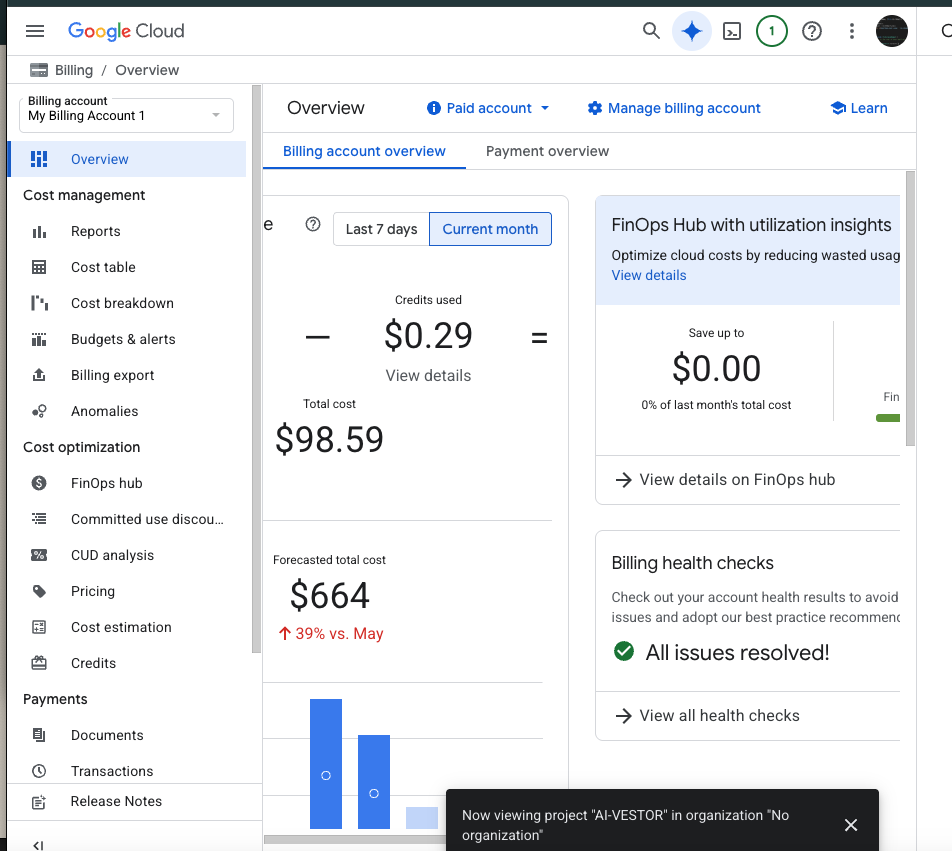 Google Cloud
1
Billing / Overview
Billing account
My Billing Account 1
Overview
Cost management
Reports
Cost table
Cost breakdown
Budgets & alerts
Billing export
Anomalies
Cost optimization
FinOps hub
Committed use discou...
CUD analysis
Pricing
Cost estimation
Credits
Payments
Documents
Transactions
Release Notes
Overview
Paid account
Manage billing account
Learn
Billing account overview
Payment overview
e
Last 7 days
Current month
Credits used
— $0.29 =
View details
Total cost
$98.59
Forecasted total cost
$664
39% vs. May
FinOps Hub with utilization insights
Optimize cloud costs by reducing wasted usag
View details
Save up to
$0.00
0% of last month's total cost
Fin
View details on FinOps hub
Billing health checks
Check out your account health results to avoid
issues and adopt our best practice recommend
All issues resolved!
View all health checks
Now viewing project "AI-VESTOR" in organization "No
organization"